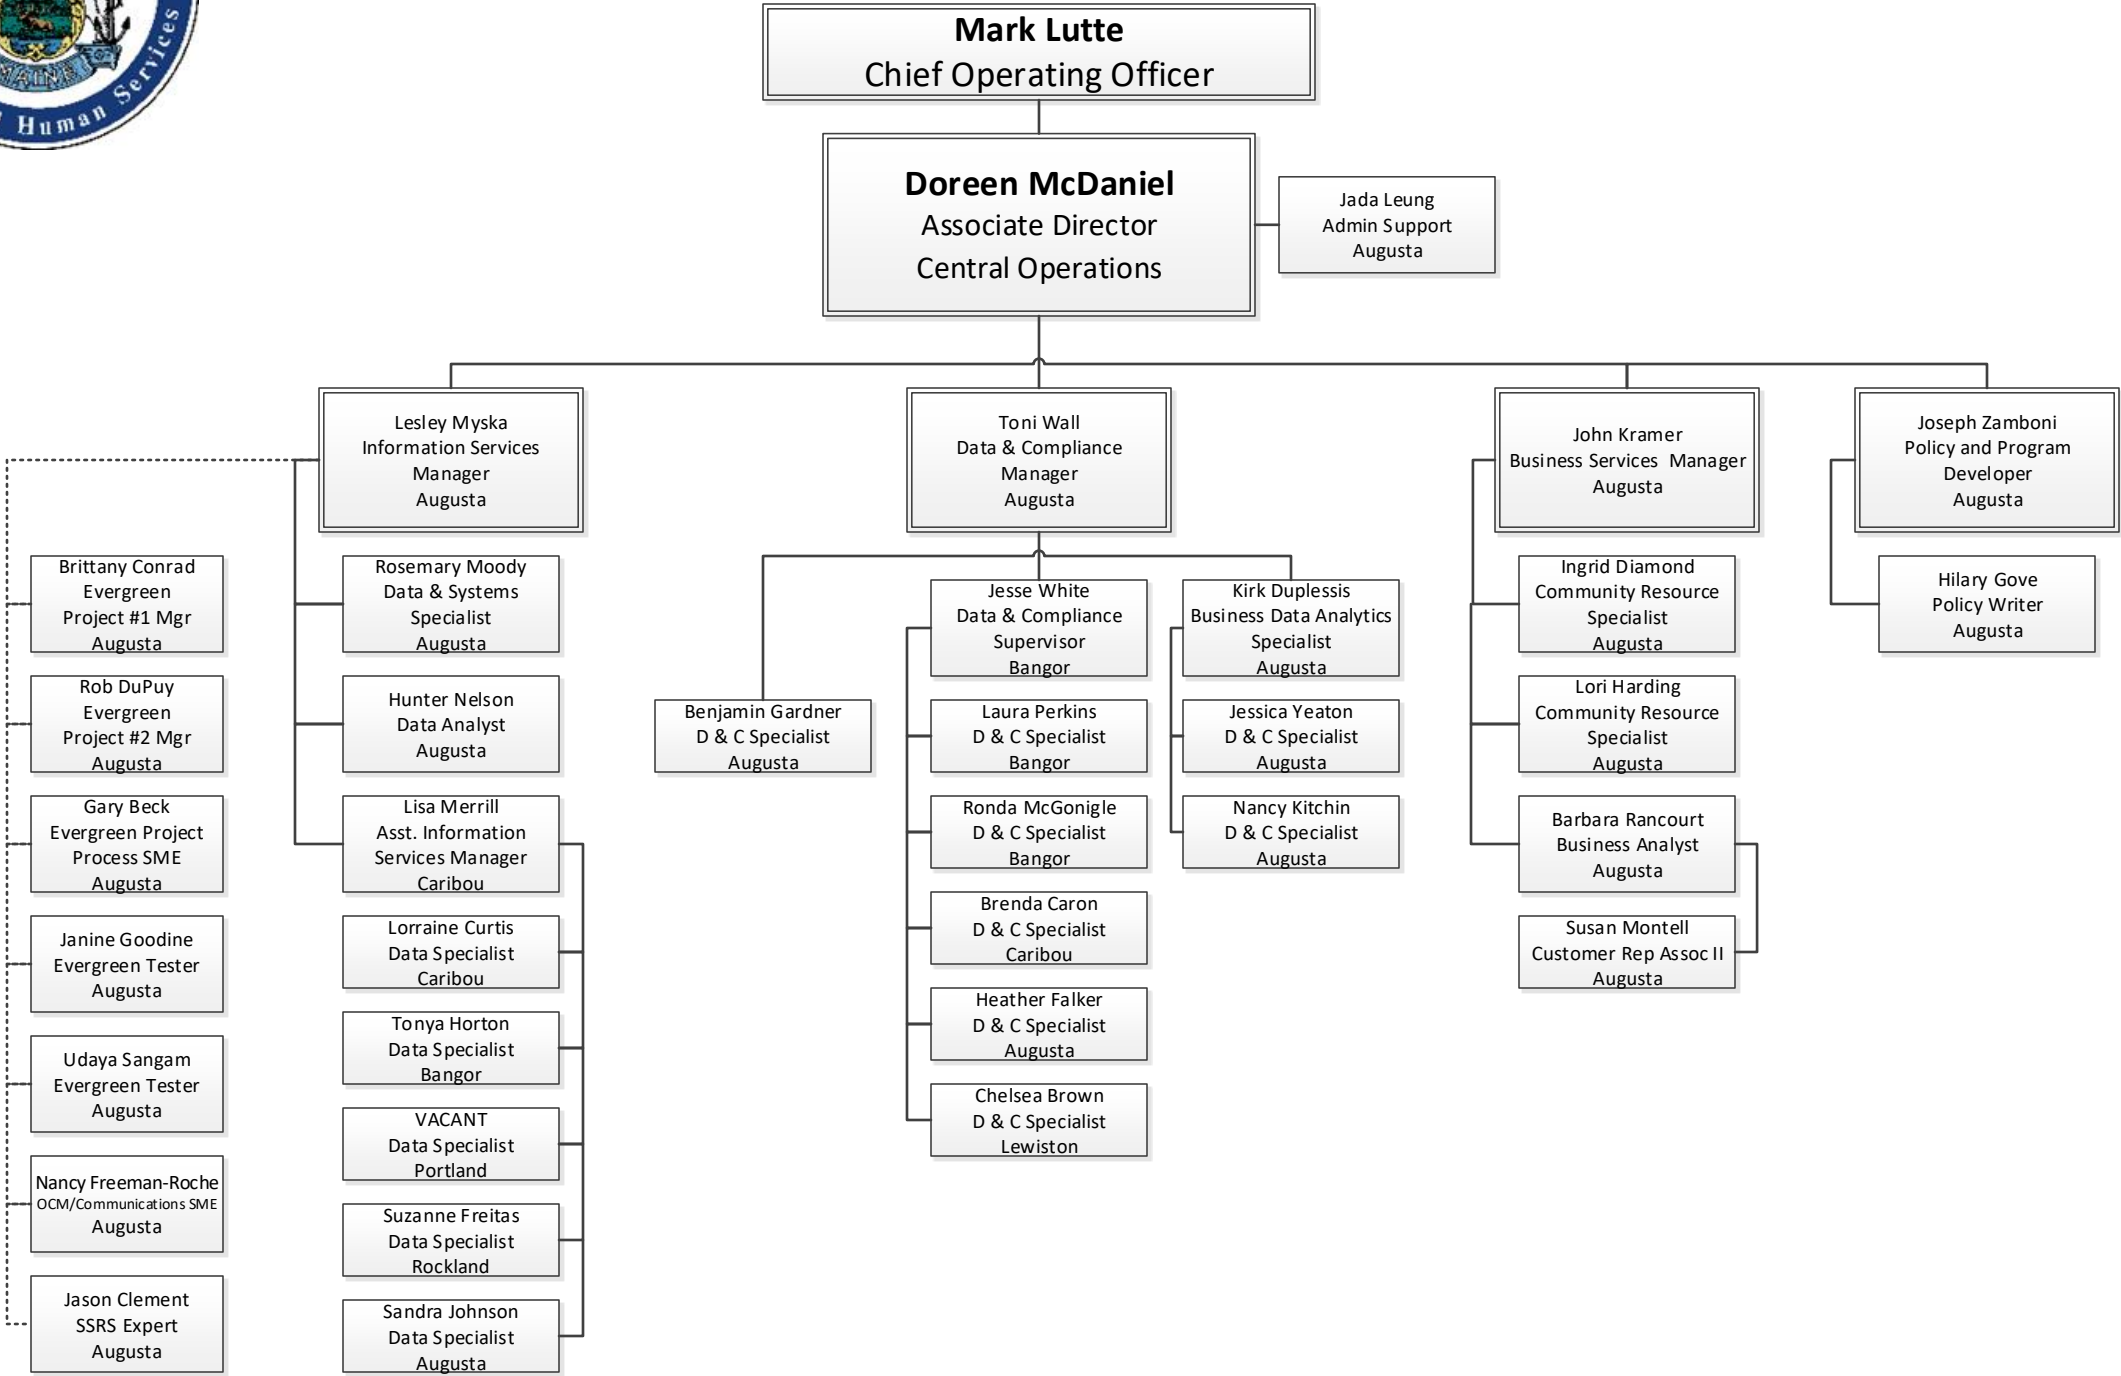 MAINE
Human Services
Mark Lutte
Chief Operating Officer
Doreen McDaniel
Associate Director
Central Operations
Jada Leung
Admin Support
Augusta
Lesley Myska
Information Services
Manager
Augusta
Toni Wall
Data & Compliance
Manager
Augusta
John Kramer
Business Services Manager
Augusta
Joseph Zamboni
Policy and Program
Developer
Augusta
Brittany Conrad
Evergreen
Project #1 Mgr
Augusta
Rob DuPuy
Evergreen
Project #2 Mgr
Augusta
Gary Beck
Evergreen Project
Process SME
Augusta
Janine Goodine
Evergreen Tester
Augusta
Udaya Sangam
Evergreen Tester
Augusta
Nancy Freeman-Roche
OCM/Communications SME
Augusta
Jason Clement
SSRS Expert
Augusta
Rosemary Moody
Data & Systems
Specialist
Augusta
Hunter Nelson
Data Analyst
Augusta
Lisa Merrill
Asst. Information
Services Manager
Caribou
Lorraine Curtis
Data Specialist
Caribou
Tonya Horton
Data Specialist
Bangor
VACANT
Data Specialist
Portland
Suzanne Freitas
Data Specialist
Rockland
Sandra Johnson
Data Specialist
Augusta
Benjamin Gardner
D & C Specialist
Augusta
Jesse White
Data & Compliance
Supervisor
Bangor
Laura Perkins
D & C Specialist
Bangor
Ronda McGonigle
D & C Specialist
Bangor
Brenda Caron
D & C Specialist
Caribou
Heather Falker
D & C Specialist
Augusta
Chelsea Brown
D & C Specialist
Lewiston
Kirk Duplessis
Business Data Analytics
Specialist
Augusta
Jessica Yeaton
D & C Specialist
Augusta
Nancy Kitchin
D & C Specialist
Augusta
Ingrid Diamond
Community Resource
Specialist
Augusta
Lori Harding
Community Resource
Specialist
Augusta
Barbara Rancourt
Business Analyst
Augusta
Susan Montell
Customer Rep Assoc II
Augusta
Hilary Gove
Policy Writer
Augusta